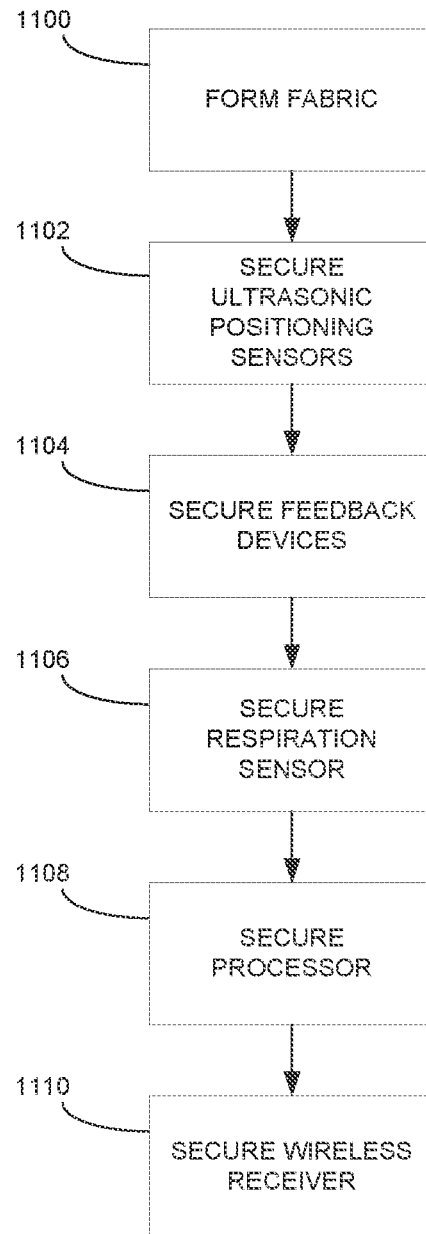 1100
FORM FABRIC
1102
SECURE
ULTRASONIC
POSITIONING
SENSORS
1104
SECURE FEEDBACK
DEVICES
1106
SECURE
RESPIRATION
SENSOR
1108
SECURE
PROCESSOR
1110
SECURE WIRELESS
RECEIVER